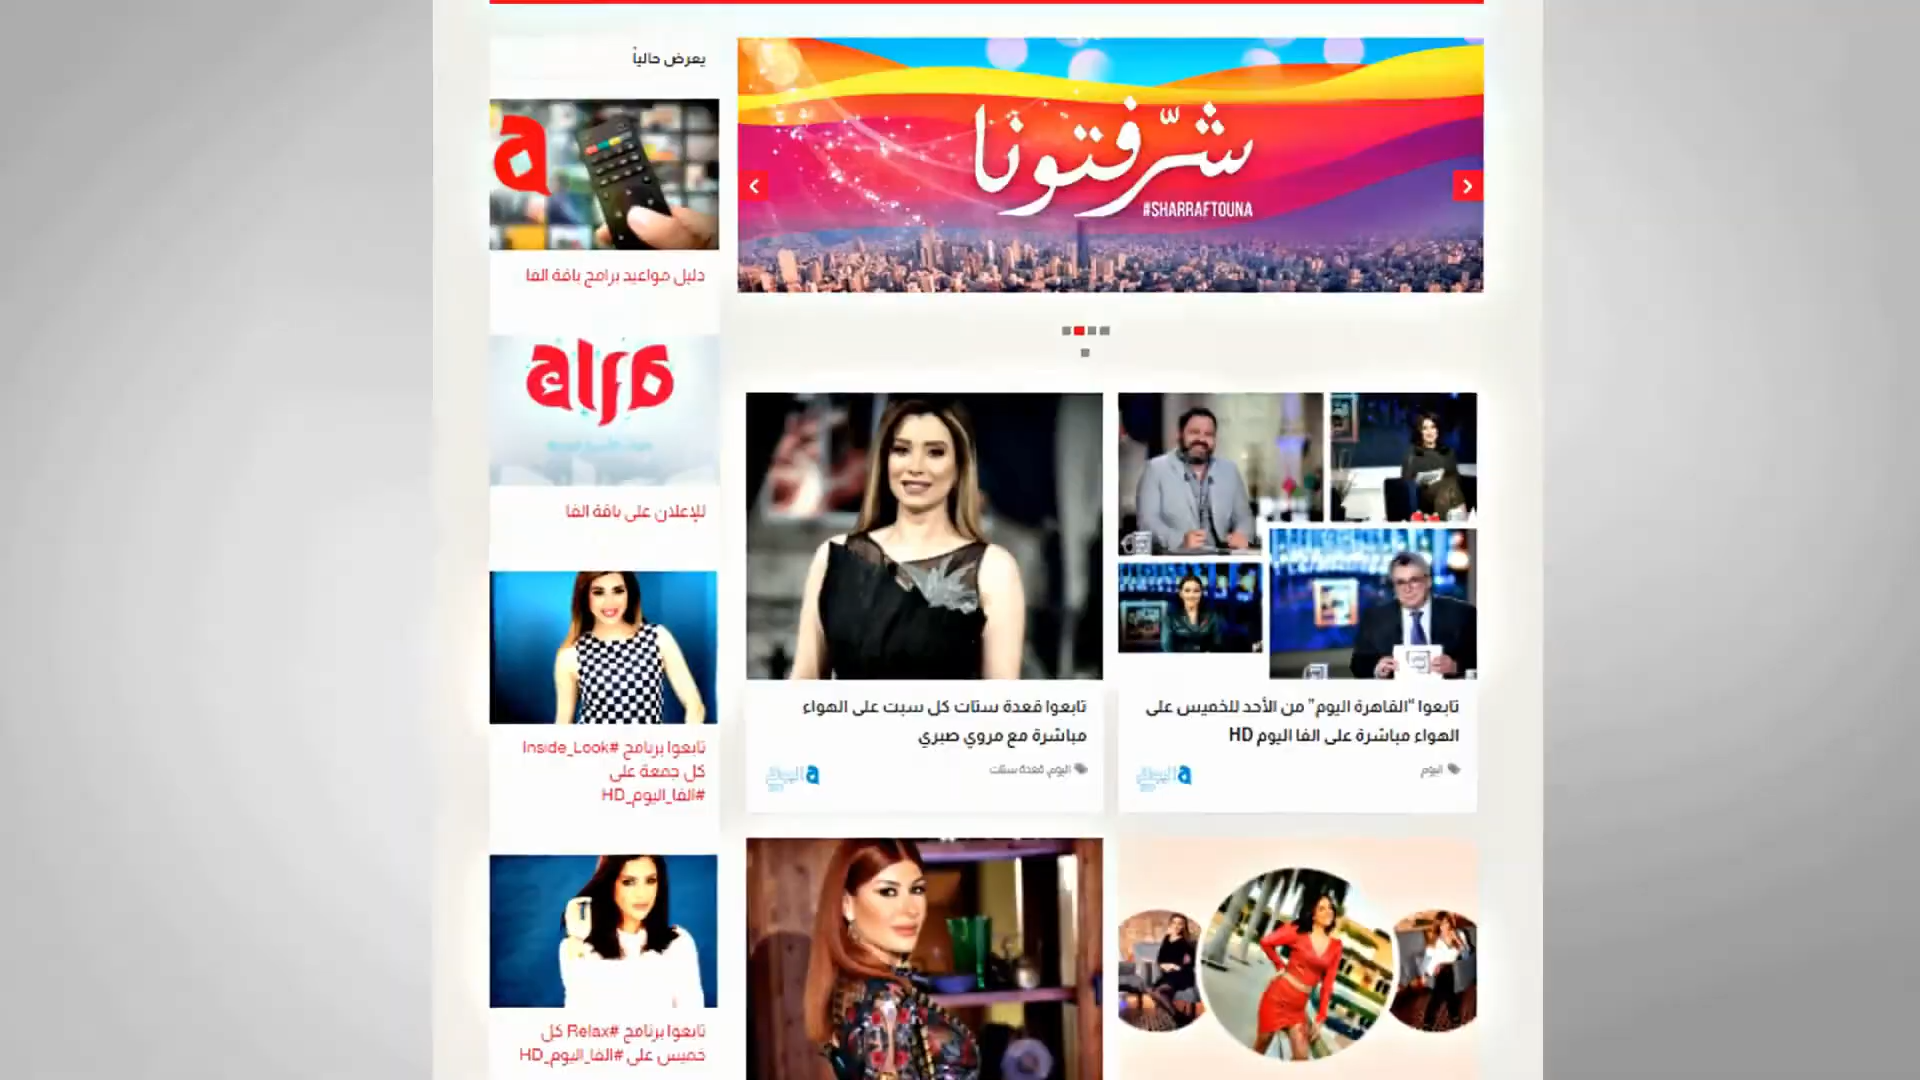 يعرض حالياً
شرّفتونا
#SHARRAFTOUNA
a
دليل مواعيد برامج باقة الفا
alfa
للإعلان على باقة الفا
تابعوا برنامج #Inside_Look
كل جمعة على
#الفا_اليوم_HD
تابعوا برنامج #Relax كل
خميس على #الفا_اليوم_HD
تابعوا "القاهرة اليوم" من الأحد للخميس على
الهواء مباشرة على الفا اليوم HD
اليوم
اليوم a
تابعوا قعدة ستات كل سبت على الهواء
مباشرة مع مروي صبري
اليوم, قعدة ستات
اليوم a